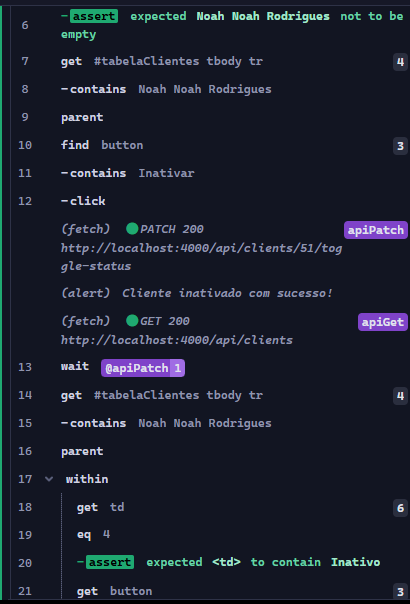 6 -assert expected Noah Noah Rodrigues not to be
empty
7 get #tabelaClientes tbody tr 4
8 -contains Noah Noah Rodrigues
9 parent
10 find button 3
11 -contains Inativar
12 -click
(fetch) PATCH 200 apiPatch
http://localhost:4000/api/clients/51/tog
gle-status
(alert) Cliente inativado com sucesso!
(fetch) GET 200 apiGet
http://localhost:4000/api/clients
13 wait @apiPatch 1
14 get #tabelaClientes tbody tr 4
15 -contains Noah Noah Rodrigues
16 parent
17 within
18 get td 6
19 eq 4
20 -assert expected <td> to contain Inativo
21 get button 3